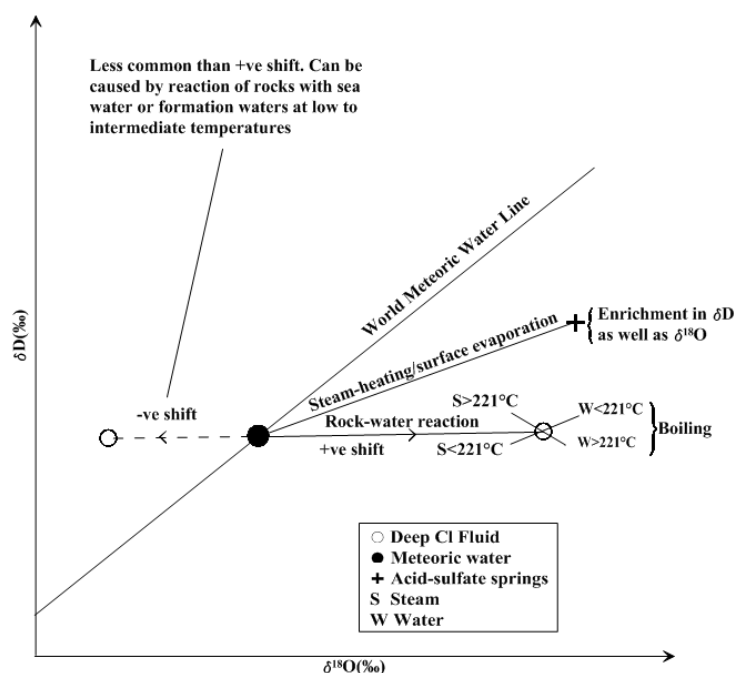 Less common than +ve shift. Can be
caused by reaction of rocks with sea
water or formation waters at low to
intermediate temperatures
World Meteoric Water Line
Steam-heating/surface evaporation
Enrichment in δD
as well as δ¹⁸O
-ve shift
Rock-water reaction
+ve shift
S>221°C
S<221°C
W<221°C
W>221°C
Boiling
δD(‰)
Deep Cl Fluid
Meteoric water
Acid-sulfate springs
S Steam
W Water
δ¹⁸O(‰)